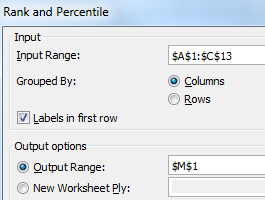 Rank and Percentile
Input
Input Range: $A$1:$C$13
Grouped By: Columns
Rows
Labels in first row
Output options
Output Range: $M$1
New Worksheet Ply: